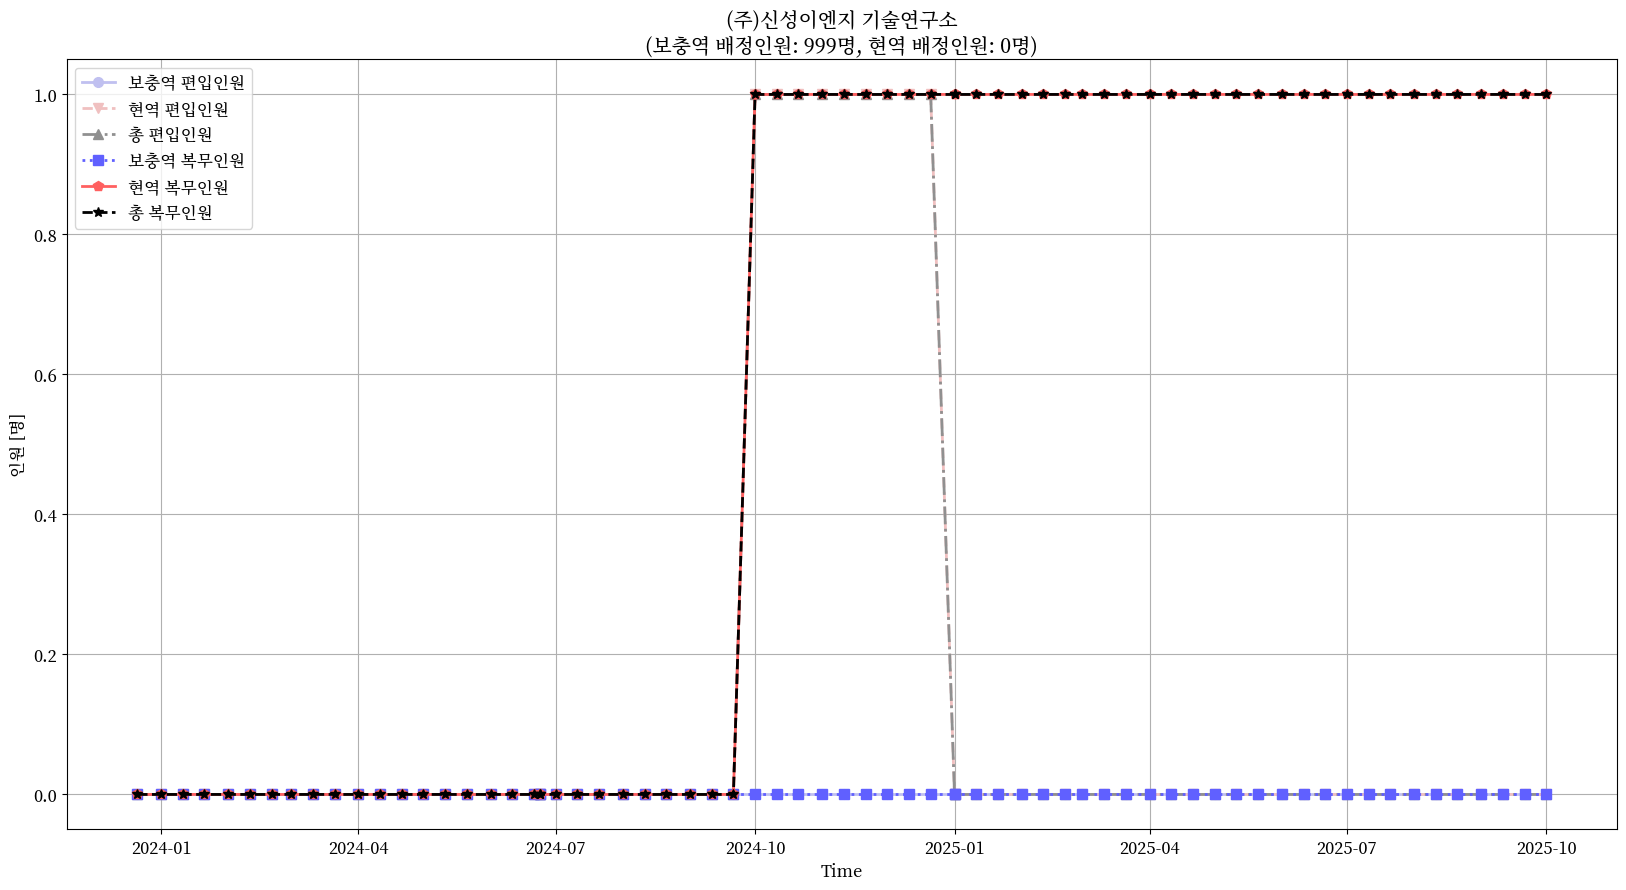 (주)신성이엔지 기술연구소
(보충역 배정인원: 999명, 현역 배정인원: 0명)
보충역 편입인원
현역 편입인원
총 편입인원
보충역 복무인원
현역 복무인원
총 복무인원
1.0
0.8
0.6
0.4
0.2
0.0
인원 [명]
2024-01
2024-04
2024-07
2024-10
2025-01
2025-04
2025-07
2025-10
Time